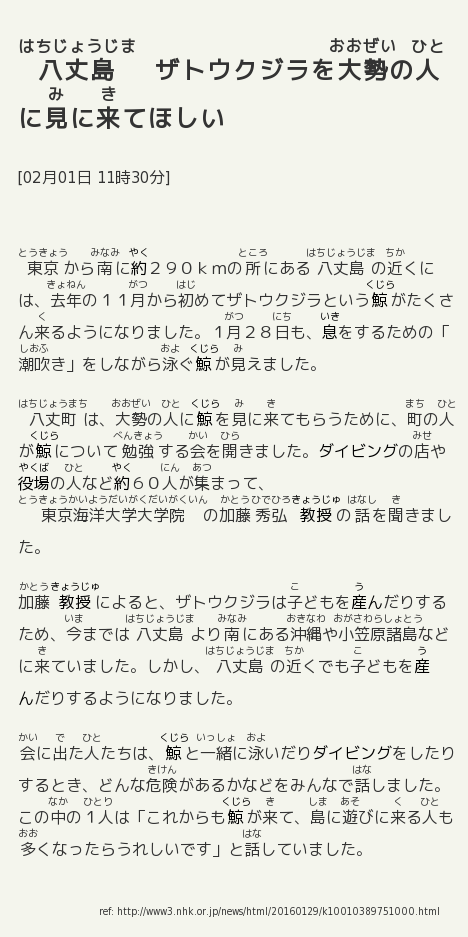 はちじょうじま　おおぜい　ひと
八丈島　ザトウクジラを大勢の人
み　き
に見に来てほしい
[02月01日 11時30分]
とうきょう　みなみ　やく　ところ　はちじょうじま　ちか
東京から南に約２９０ｋｍの所にある八丈島の近くに
きょねん　がつ　はじ　くじら
は、去年の１１月から初めてザトウクジラという鯨がたくさ
く　がつ　にち　いき
ん来るようになりました。１月２８日も、息をするための「
しおふ　およ　くじら　み
潮吹き」をしながら泳ぐ鯨が見えました。
はちじょうまち　おおぜい　ひと　くじら　み　き　まち　ひと
八丈町は、大勢の人に鯨を見に来てもらうために、町の人
くじら　べんきょう　かい　ひら　みせ
が鯨について勉強する会を開きました。ダイビングの店や
やくば　ひと　やく　にん　あつ
役場の人など約６０人が集まって、
とうきょうかいようだいがくだいがくいん　かとうひでひろきょうじゅ　はなし　き
東京海洋大学大学院の加藤秀弘教授の話を聞きまし
た。
かとうきょうじゅ　こ　う
加藤教授によると、ザトウクジラは子どもを産んだりする
いま　はちじょうじま　みなみ　おきなわ　おがさわらしょとう
ため、今までは八丈島より南にある沖縄や小笠原諸島など
き　はちじょうじま　ちか　こ　う
に来ていました。しかし、八丈島の近くでも子どもを産
んだりするようになりました。
かい　で　ひと　くじら　いっしょ　およ
会に出た人たちは、鯨と一緒に泳いだりダイビングをしたり
きけん　はな
するとき、どんな危険があるかなどをみんなで話しました。
なか　ひとり　くじら　き　しま　あそ　く　ひと
この中の１人は「これからも鯨が来て、島に遊びに来る人も
おお　はな
多くなったらうれしいです」と話していました。
ref: http://www3.nhk.or.jp/news/html/20160129/k10010389751000.html